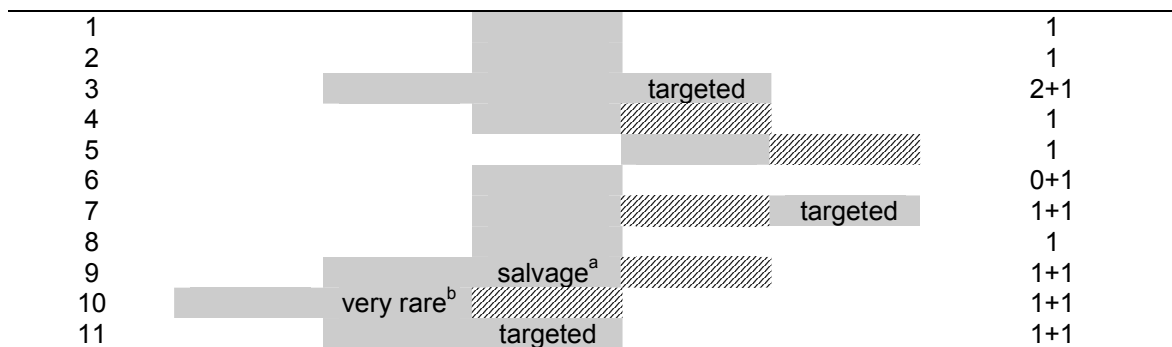 1 1
2 1
3 targeted 2+1
4 1
5 1
6 0+1
7 targeted 1+1
8 1
9 salvageᵃ 1+1
10 very rareᵇ 1+1
11 targeted 1+1